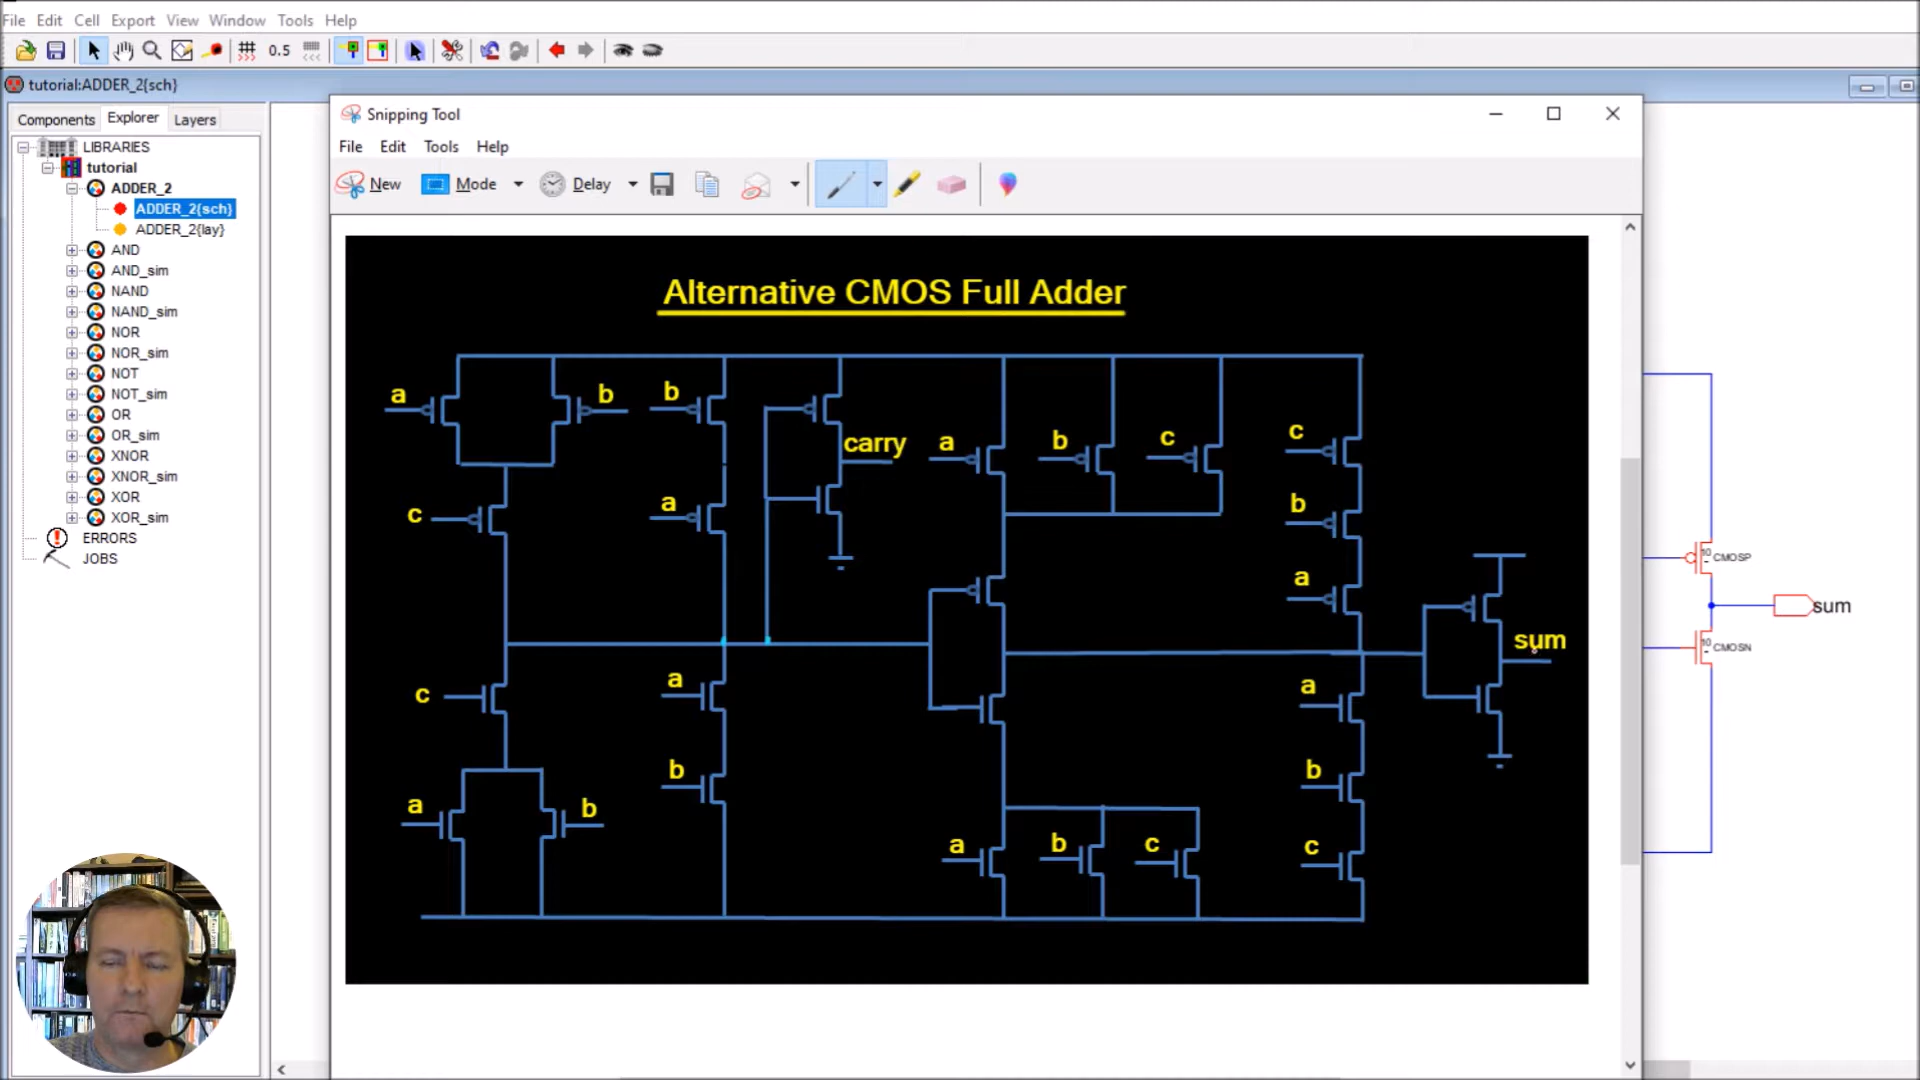 File Edit Cell Export View Window Tools Help
0.5
tutorial:ADDER_2{sch}
Components Explorer Layers
LIBRARIES
tutorial
ADDER_2
ADDER_2{sch}
ADDER_2{lay}
AND
AND_sim
NAND
NAND_sim
NOR
NOR_sim
NOT
NOT_sim
OR
OR_sim
XNOR
XNOR_sim
XOR
XOR_sim
ERRORS
JOBS
Snipping Tool
File Edit Tools Help
New Mode Delay
Alternative CMOS Full Adder
a b b
carry a b c c
c a b
a
sum
c a a
b b
a b a b c c
CMOSP
sum
CMOSN